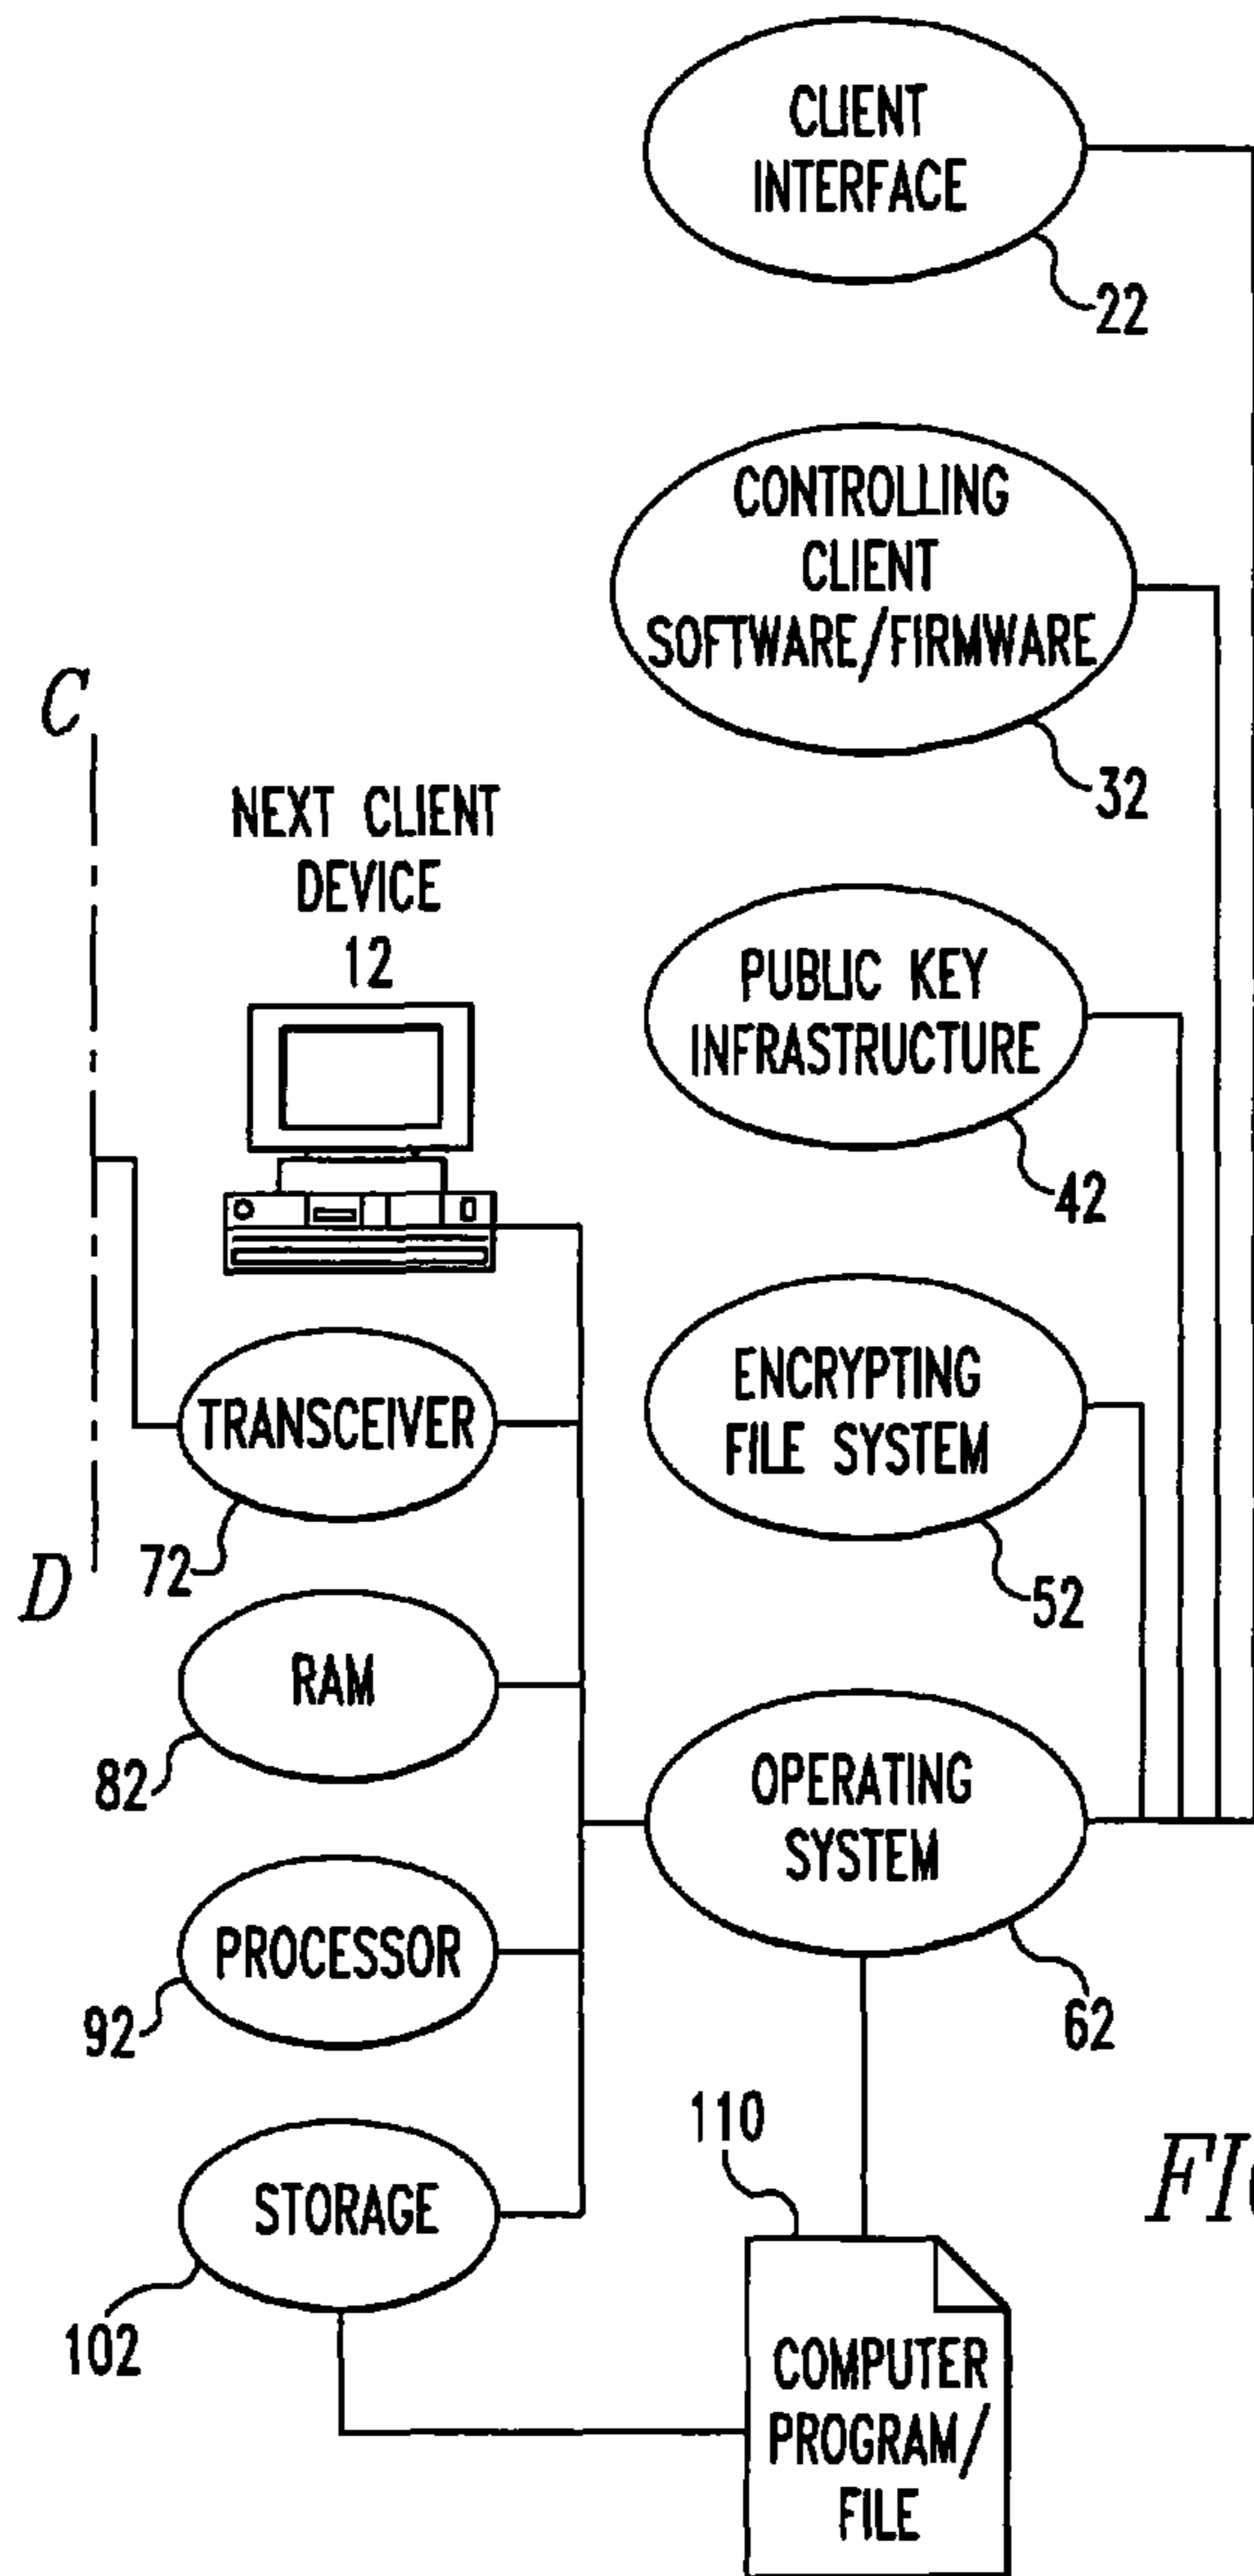 CLIENT
INTERFACE
22
CONTROLLING
CLIENT
SOFTWARE/FIRMWARE
32
C
NEXT CLIENT
DEVICE
12
PUBLIC KEY
INFRASTRUCTURE
42
ENCRYPTING
FILE SYSTEM
52
TRANSCEIVER
72
D
RAM
82
OPERATING
SYSTEM
62
PROCESSOR
92
STORAGE
102
110
COMPUTER
PROGRAM/
FILE